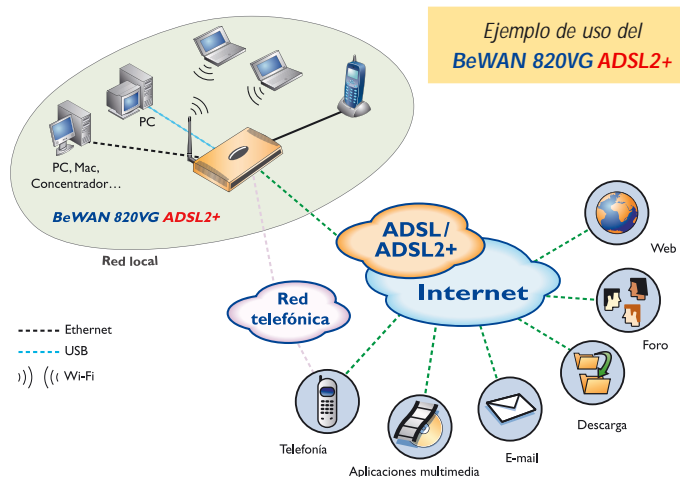 Ejemplo de uso del
BeWAN 820VG ADSL2+
PC
PC, Mac,
Concentrador...
BeWAN 820VG ADSL2+
Red local
ADSL/
ADSL2+
Internet
Red
telefónica
Web
Foro
Descarga
E-mail
Aplicaciones multimedia
Telefonía
Ethernet
USB
Wi-Fi